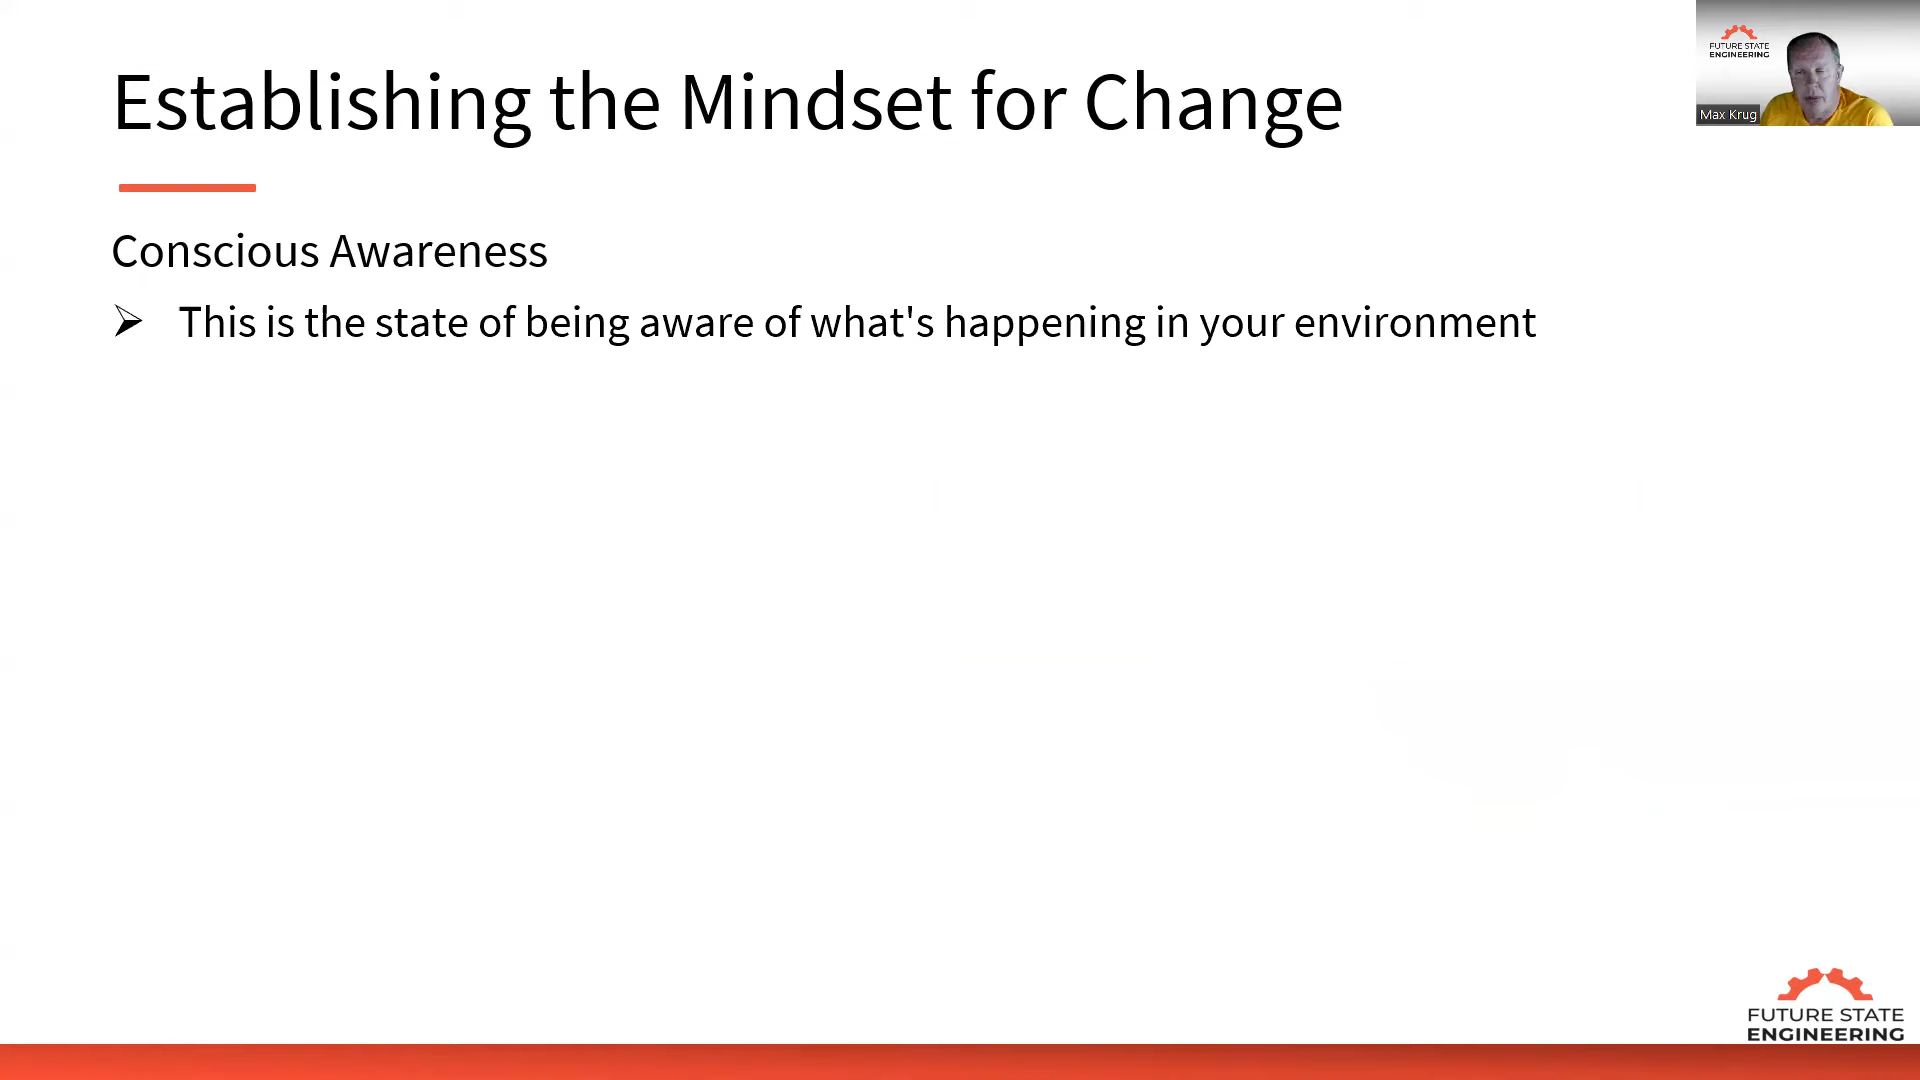 Establishing the Mindset for Change
FUTURE STATE
ENGINEERING
Max Krug
Conscious Awareness
➢ This is the state of being aware of what's happening in your environment
FUTURE STATE
ENGINEERING